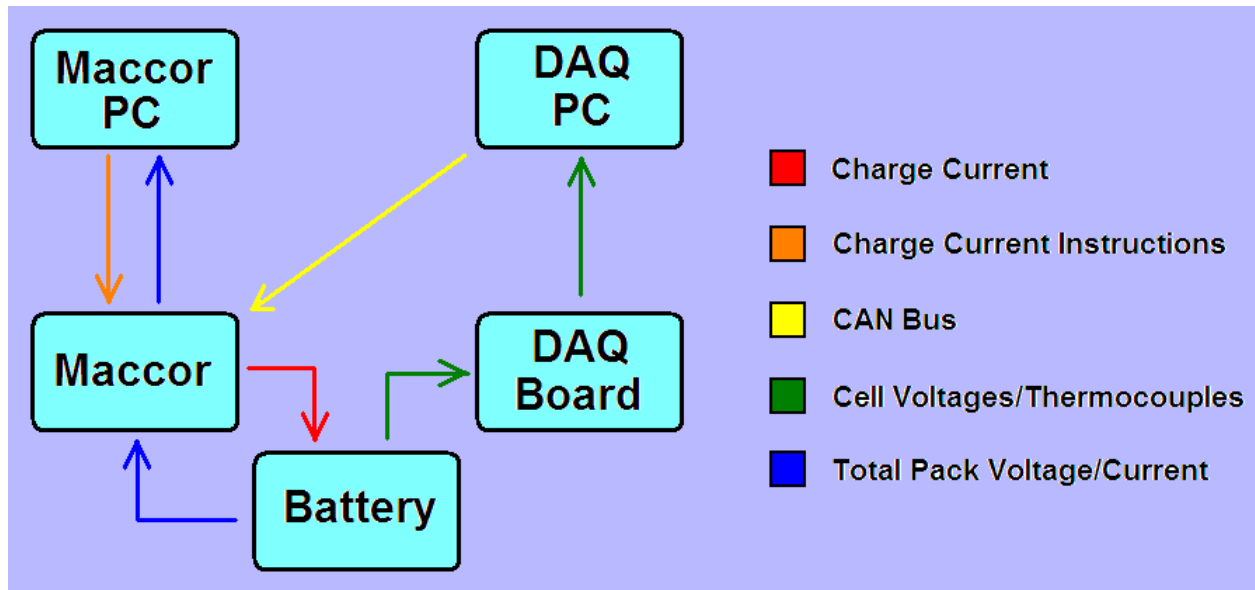 Maccor
PC
DAQ
PC
Maccor
DAQ
Board
Battery
Charge Current
Charge Current Instructions
CAN Bus
Cell Voltages/Thermocouples
Total Pack Voltage/Current